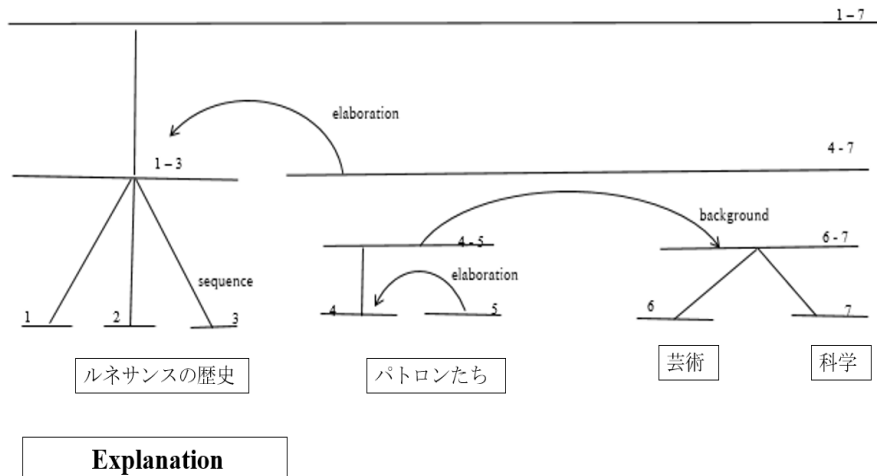 1 – 7
elaboration
1 – 3
4 - 7
background
4 - 5
6 - 7
sequence
elaboration
1
2
3
4
5
6
7
ルネサンスの歴史
パトロンたち
芸術
科学
Explanation